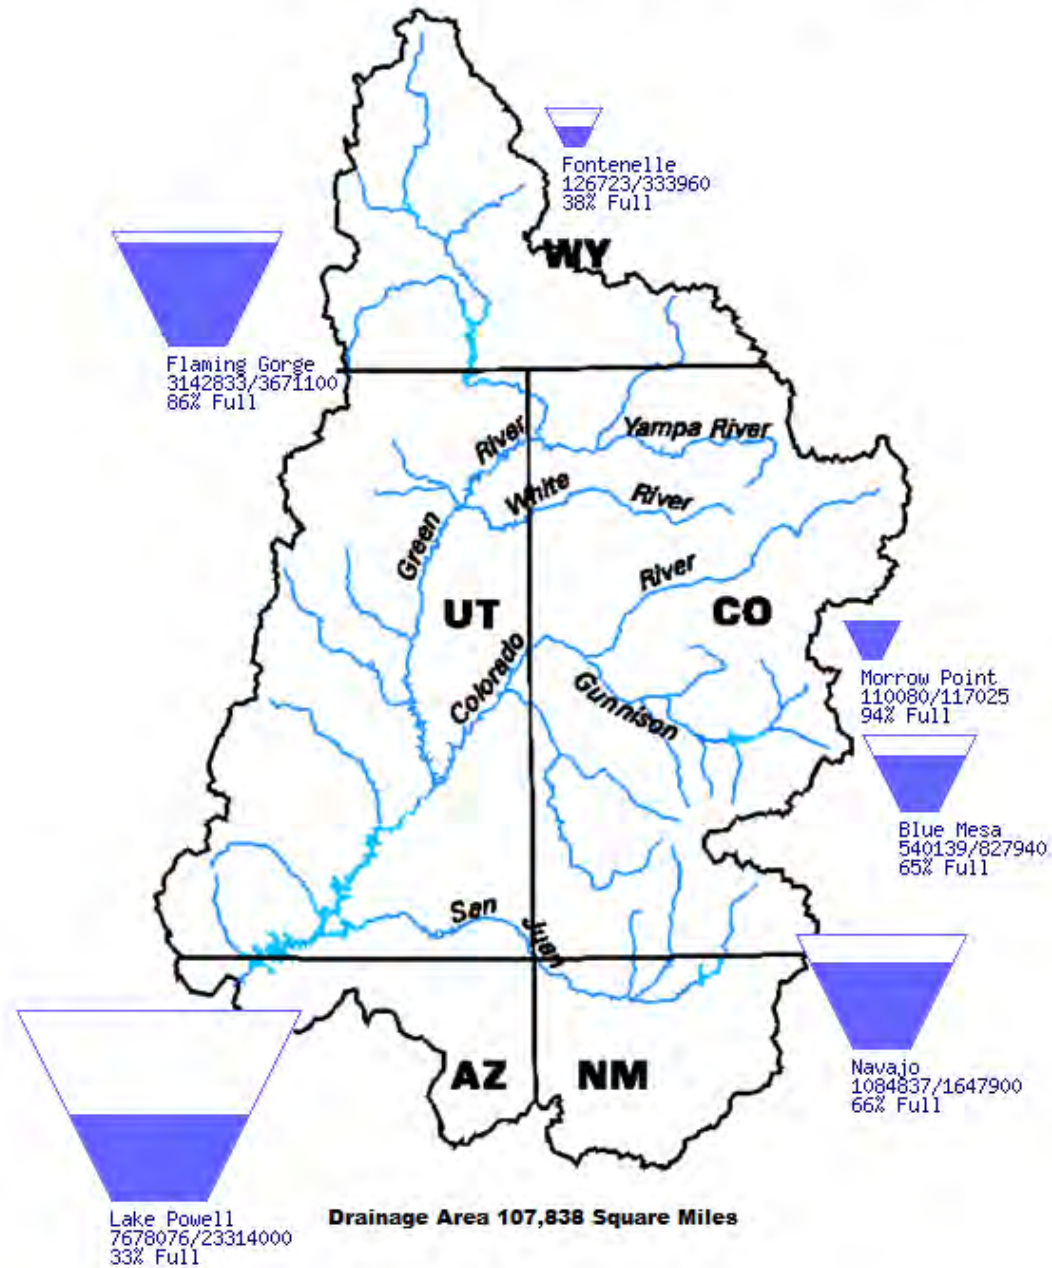 Fontenelle
126723/333960
38% Full
WY
Flaming Gorge
3142833/3671100
86% Full
Yampa River
River
White
River
Green
River
UT
CO
Colorado
Gunnison
Morrow Point
110080/117025
94% Full
Blue Mesa
540139/827940
65% Full
San
Juan
AZ
NM
Navajo
1084837/1647900
66% Full
Lake Powell
7678076/23314000
33% Full
Drainage Area 107,838 Square Miles